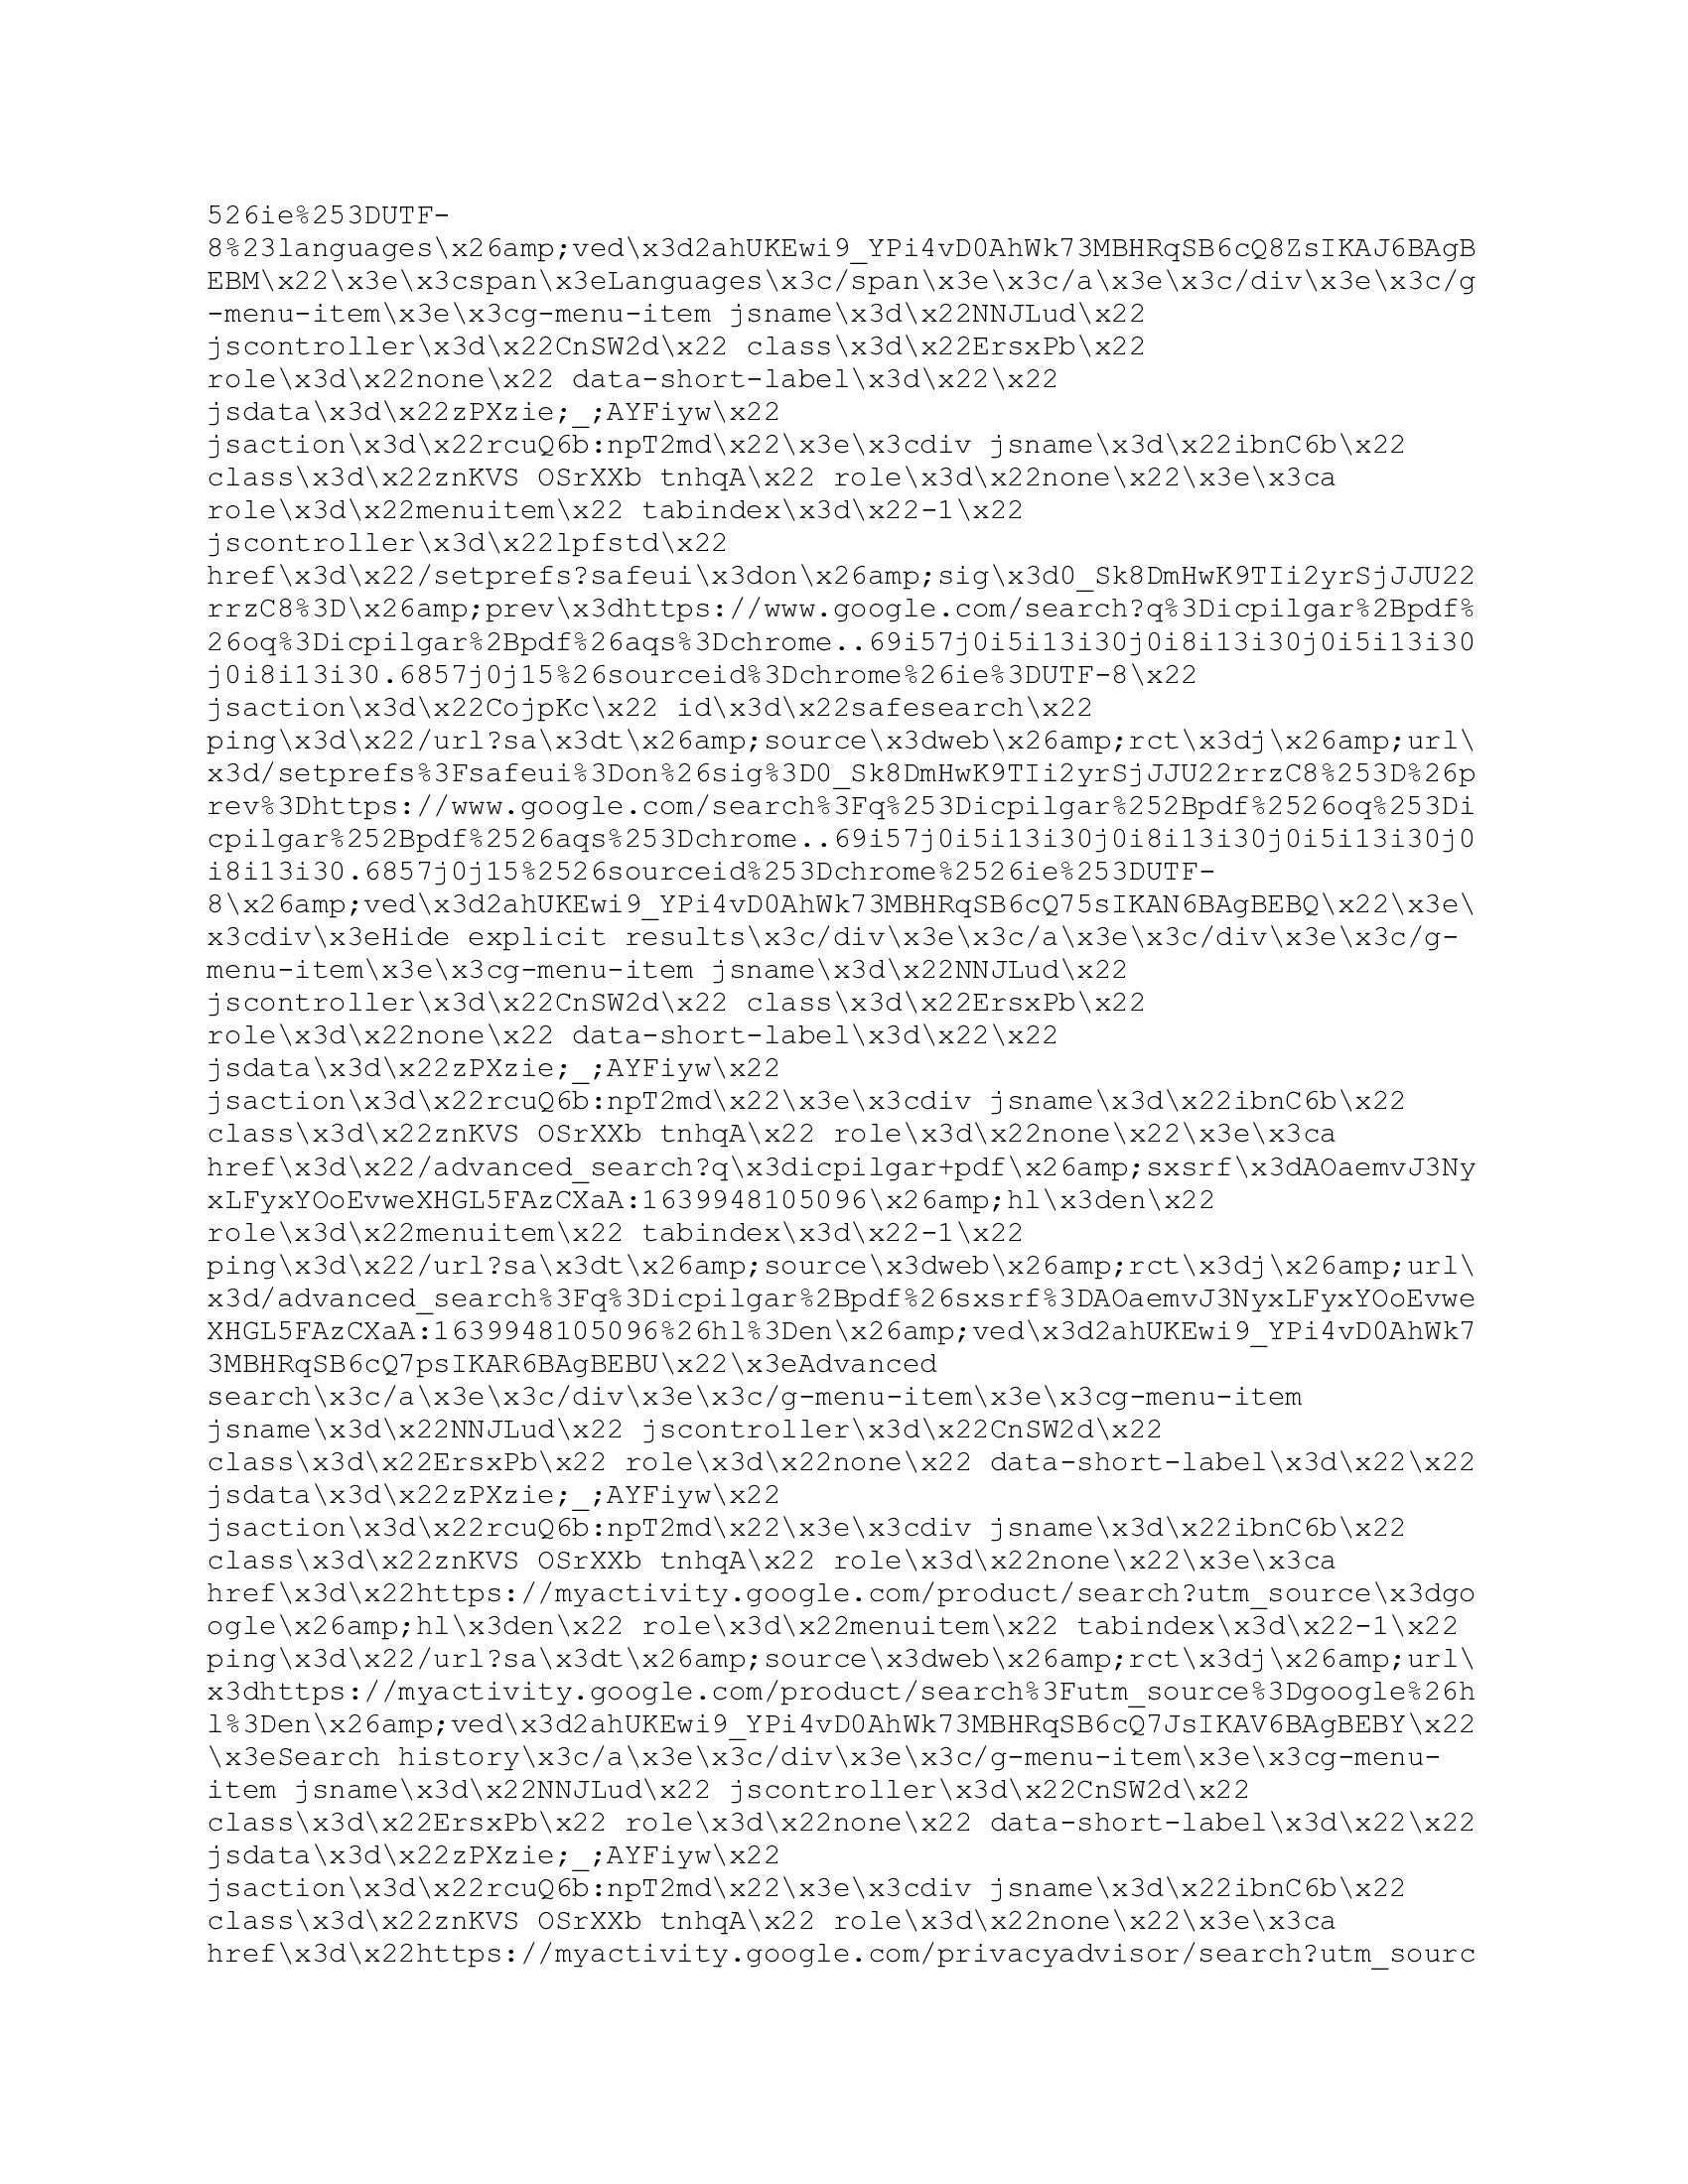 526ie%253DUTF-
8%23languages\x26amp;ved\x3d2ahUKEwi9_YPi4vD0AhWk73MBHRqSB6cQ8ZsIKAJ6BAgB
EBM\x22\x3e\x3cspan\x3eLanguages\x3c/span\x3e\x3c/a\x3e\x3c/div\x3e\x3c/g
-menu-item\x3e\x3cg-menu-item jsname\x3d\x22NNJLud\x22
jscontroller\x3d\x22CnSW2d\x22 class\x3d\x22ErsxPb\x22
role\x3d\x22none\x22 data-short-label\x3d\x22\x22
jsdata\x3d\x22zPXzie;_;AYFiyw\x22
jsaction\x3d\x22rcuQ6b:npT2md\x22\x3e\x3cdiv jsname\x3d\x22ibnC6b\x22
class\x3d\x22znKVS OSrXXb tnhqA\x22 role\x3d\x22none\x22\x3e\x3ca
role\x3d\x22menuitem\x22 tabindex\x3d\x22-1\x22
jscontroller\x3d\x22lpfstd\x22
href\x3d\x22/setprefs?safeui\x3don\x26amp;sig\x3d0_Sk8DmHwK9TIi2yrSjJJU22
rrzC8%3D\x26amp;prev\x3dhttps://www.google.com/search?q%3Dicpilgar%2Bpdf%
26oq%3Dicpilgar%2Bpdf%26aqs%3Dchrome..69i57j0i5i13i30j0i8i13i30j0i5i13i30
j0i8i13i30.6857j0j15%26sourceid%3Dchrome%26ie%3DUTF-8\x22
jsaction\x3d\x22CojpKc\x22 id\x3d\x22safesearch\x22
ping\x3d\x22/url?sa\x3dt\x26amp;source\x3dweb\x26amp;rct\x3dj\x26amp;url\
x3d/setprefs%3Fsafeui%3Don%26sig%3D0_Sk8DmHwK9TIi2yrSjJJU22rrzC8%253D%26p
rev%3Dhttps://www.google.com/search%3Fq%253Dicpilgar%252Bpdf%2526oq%253Di
cpilgar%252Bpdf%2526aqs%253Dchrome..69i57j0i5i13i30j0i8i13i30j0i5i13i30j0
i8i13i30.6857j0j15%2526sourceid%253Dchrome%2526ie%253DUTF-
8\x26amp;ved\x3d2ahUKEwi9_YPi4vD0AhWk73MBHRqSB6cQ75sIKAN6BAgBEBQ\x22\x3e\
x3cdiv\x3eHide explicit results\x3c/div\x3e\x3c/a\x3e\x3c/div\x3e\x3c/g-
menu-item\x3e\x3cg-menu-item jsname\x3d\x22NNJLud\x22
jscontroller\x3d\x22CnSW2d\x22 class\x3d\x22ErsxPb\x22
role\x3d\x22none\x22 data-short-label\x3d\x22\x22
jsdata\x3d\x22zPXzie;_;AYFiyw\x22
jsaction\x3d\x22rcuQ6b:npT2md\x22\x3e\x3cdiv jsname\x3d\x22ibnC6b\x22
class\x3d\x22znKVS OSrXXb tnhqA\x22 role\x3d\x22none\x22\x3e\x3ca
href\x3d\x22/advanced_search?q\x3dicpilgar+pdf\x26amp;sxsrf\x3dAOaemvJ3Ny
xLFyxYOoEvweXHGL5FAzCXaA:1639948105096\x26amp;hl\x3den\x22
role\x3d\x22menuitem\x22 tabindex\x3d\x22-1\x22
ping\x3d\x22/url?sa\x3dt\x26amp;source\x3dweb\x26amp;rct\x3dj\x26amp;url\
x3d/advanced_search%3Fq%3Dicpilgar%2Bpdf%26sxsrf%3DAOaemvJ3NyxLFyxYOoEvwe
XHGL5FAzCXaA:1639948105096%26hl%3Den\x26amp;ved\x3d2ahUKEwi9_YPi4vD0AhWk7
3MBHRqSB6cQ7psIKAR6BAgBEBU\x22\x3eAdvanced
search\x3c/a\x3e\x3c/div\x3e\x3c/g-menu-item\x3e\x3cg-menu-item
jsname\x3d\x22NNJLud\x22 jscontroller\x3d\x22CnSW2d\x22
class\x3d\x22ErsxPb\x22 role\x3d\x22none\x22 data-short-label\x3d\x22\x22
jsdata\x3d\x22zPXzie;_;AYFiyw\x22
jsaction\x3d\x22rcuQ6b:npT2md\x22\x3e\x3cdiv jsname\x3d\x22ibnC6b\x22
class\x3d\x22znKVS OSrXXb tnhqA\x22 role\x3d\x22none\x22\x3e\x3ca
href\x3d\x22https://myactivity.google.com/product/search?utm_source\x3dgo
ogle\x26amp;hl\x3den\x22 role\x3d\x22menuitem\x22 tabindex\x3d\x22-1\x22
ping\x3d\x22/url?sa\x3dt\x26amp;source\x3dweb\x26amp;rct\x3dj\x26amp;url\
x3dhttps://myactivity.google.com/product/search%3Futm_source%3Dgoogle%26h
l%3Den\x26amp;ved\x3d2ahUKEwi9_YPi4vD0AhWk73MBHRqSB6cQ7JsIKAV6BAgBEBY\x22
\x3eSearch history\x3c/a\x3e\x3c/div\x3e\x3c/g-menu-item\x3e\x3cg-menu-
item jsname\x3d\x22NNJLud\x22 jscontroller\x3d\x22CnSW2d\x22
class\x3d\x22ErsxPb\x22 role\x3d\x22none\x22 data-short-label\x3d\x22\x22
jsdata\x3d\x22zPXzie;_;AYFiyw\x22
jsaction\x3d\x22rcuQ6b:npT2md\x22\x3e\x3cdiv jsname\x3d\x22ibnC6b\x22
class\x3d\x22znKVS OSrXXb tnhqA\x22 role\x3d\x22none\x22\x3e\x3ca
href\x3d\x22https://myactivity.google.com/privacyadvisor/search?utm_sourc